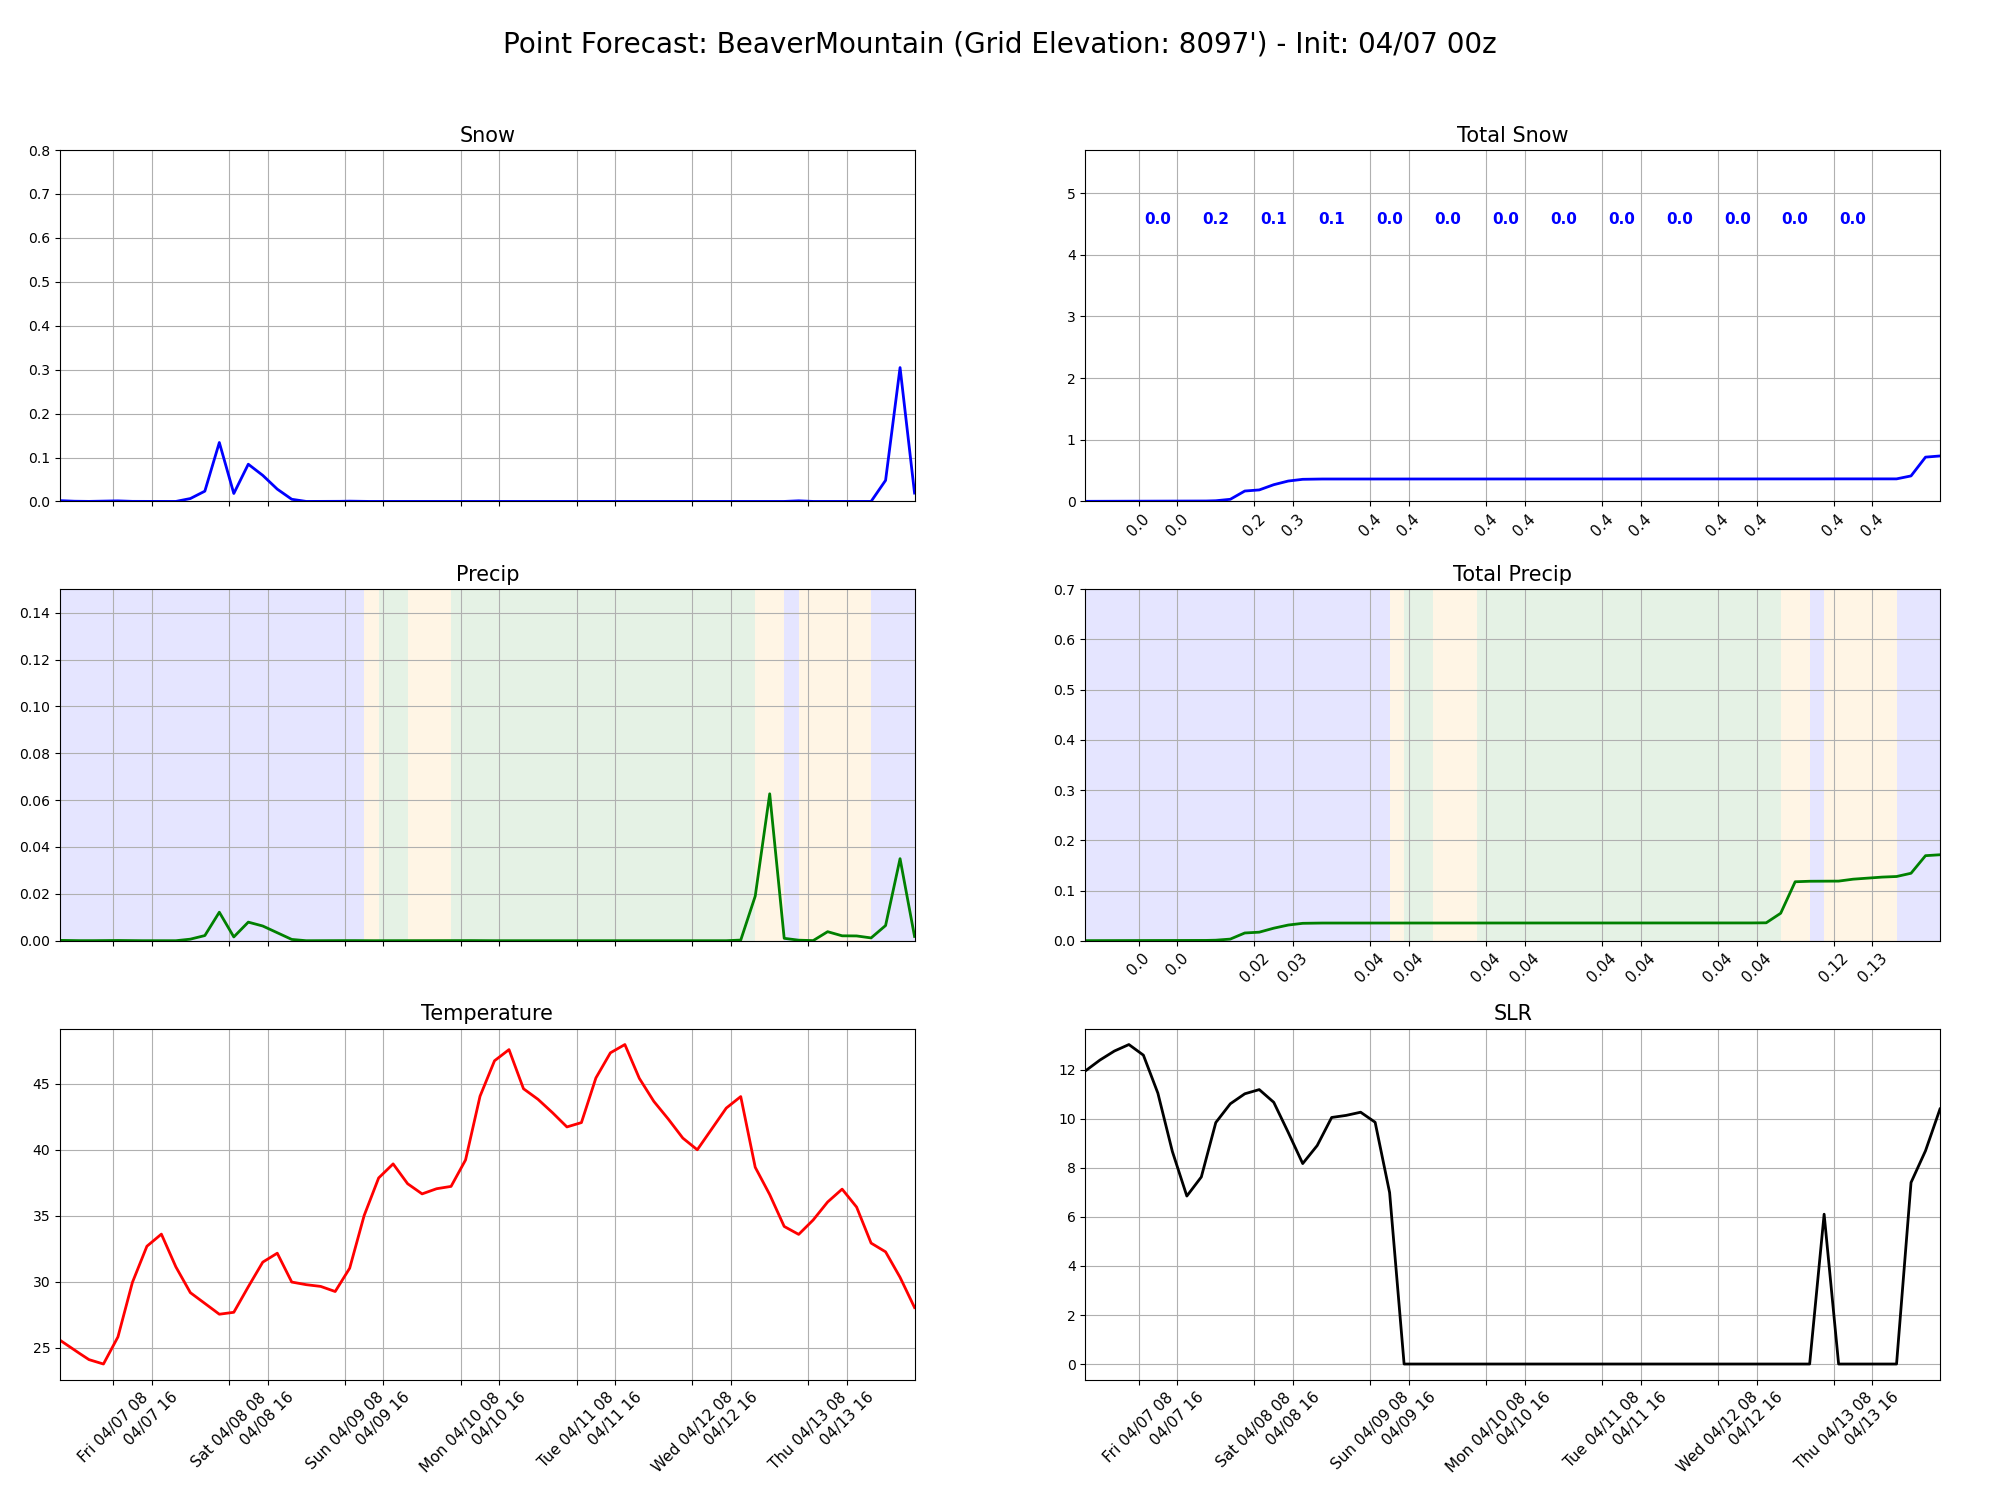 Point Forecast: BeaverMountain (Grid Elevation: 8097') - Init: 04/07 00z
Snow
0.8
0.7
0.6
0.5
0.4
0.3
0.2
0.1
0.0
Total Snow
5
4
3
2
1
0
0.0 0.2 0.1 0.1 0.0 0.0 0.0 0.0 0.0 0.0 0.0 0.0 0.0
0.0 0.0 0.2 0.3 0.4 0.4 0.4 0.4 0.4 0.4 0.4 0.4 0.4 0.4
Precip
0.14
0.12
0.10
0.08
0.06
0.04
0.02
0.00
Total Precip
0.7
0.6
0.5
0.4
0.3
0.2
0.1
0.0
0.0 0.0 0.02 0.03 0.04 0.04 0.04 0.04 0.04 0.04 0.04 0.04 0.12 0.13
Temperature
45
40
35
30
25
Fri 04/07 08
04/07 16
Sat 04/08 08
04/08 16
Sun 04/09 08
04/09 16
Mon 04/10 08
04/10 16
Tue 04/11 08
04/11 16
Wed 04/12 08
04/12 16
Thu 04/13 08
04/13 16
SLR
12
10
8
6
4
2
0
Fri 04/07 08
04/07 16
Sat 04/08 08
04/08 16
Sun 04/09 08
04/09 16
Mon 04/10 08
04/10 16
Tue 04/11 08
04/11 16
Wed 04/12 08
04/12 16
Thu 04/13 08
04/13 16